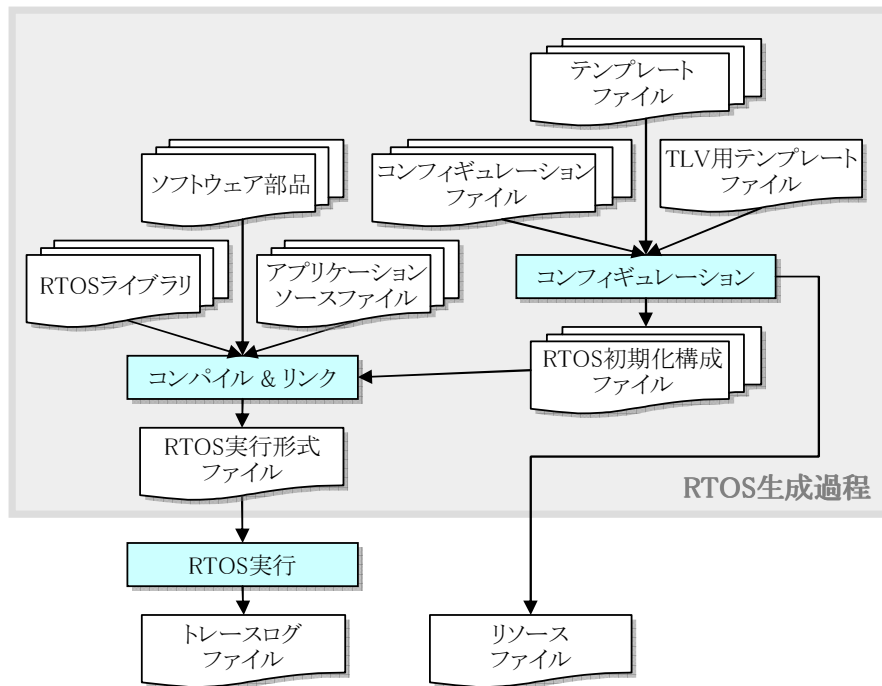 テンプレート
ファイル
ソフトウェア部品
コンフィギュレーション
ファイル
TLV用テンプレート
ファイル
RTOSライブラリ
アプリケーション
ソースファイル
コンフィギュレーション
コンパイル & リンク
RTOS初期化構成
ファイル
RTOS実行形式
ファイル
RTOS生成過程
RTOS実行
トレースログ
ファイル
リソース
ファイル